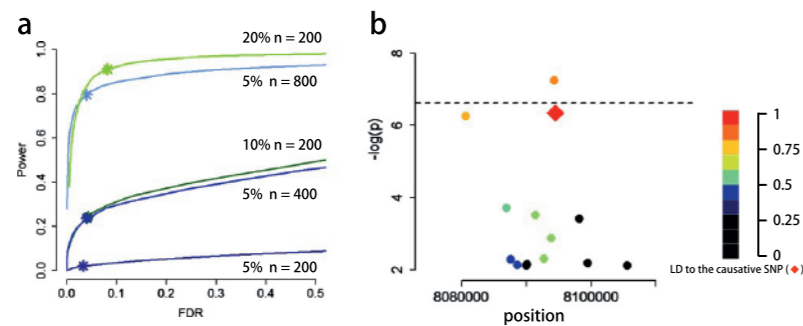 a
20% n = 200
5% n = 800
10% n = 200
5% n = 400
5% n = 200
Power
0.0
0.2
0.4
0.6
0.8
1.0
0.0 0.1 0.2 0.3 0.4 0.5
FDR
b
-log(p)
8
6
4
2
8080000 8100000
position
1
0.75
0.5
0.25
0
LD to the causative SNP (◆)